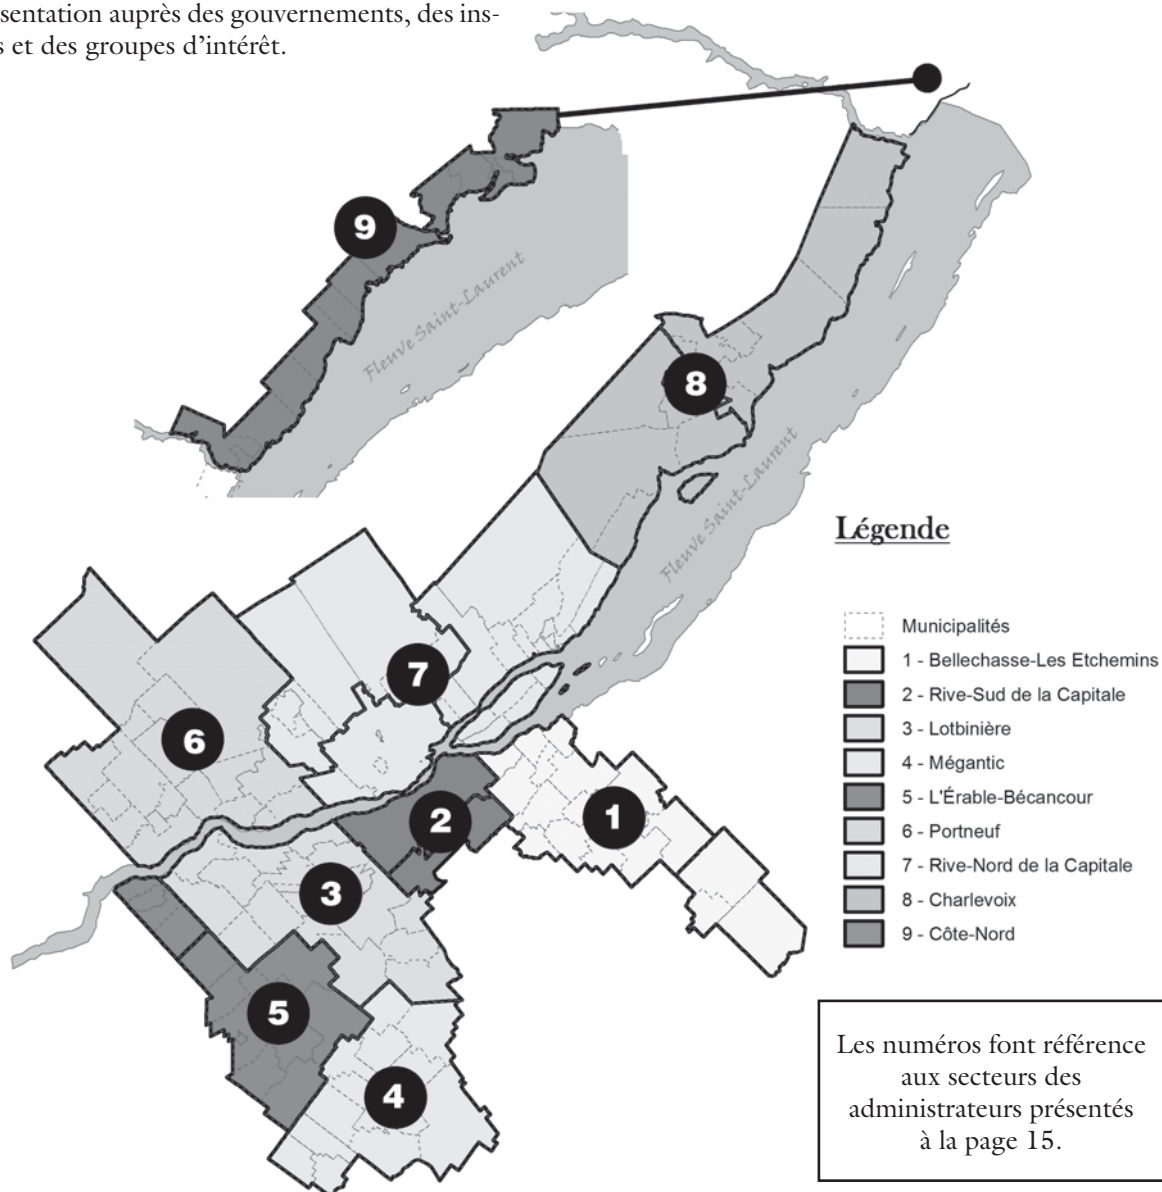 sentation auprès des gouvernements, des ins-
s et des groupes d'intérêt.
9
Fleuve Saint-Laurent
8
Fleuve Saint-Laurent
7
6
2
1
3
5
4
Légende
Municipalités
1 - Bellechasse-Les Etchemins
2 - Rive-Sud de la Capitale
3 - Lotbinière
4 - Mégantic
5 - L'Érable-Bécancour
6 - Portneuf
7 - Rive-Nord de la Capitale
8 - Charlevoix
9 - Côte-Nord
Les numéros font référence
aux secteurs des
administrateurs présentés
à la page 15.